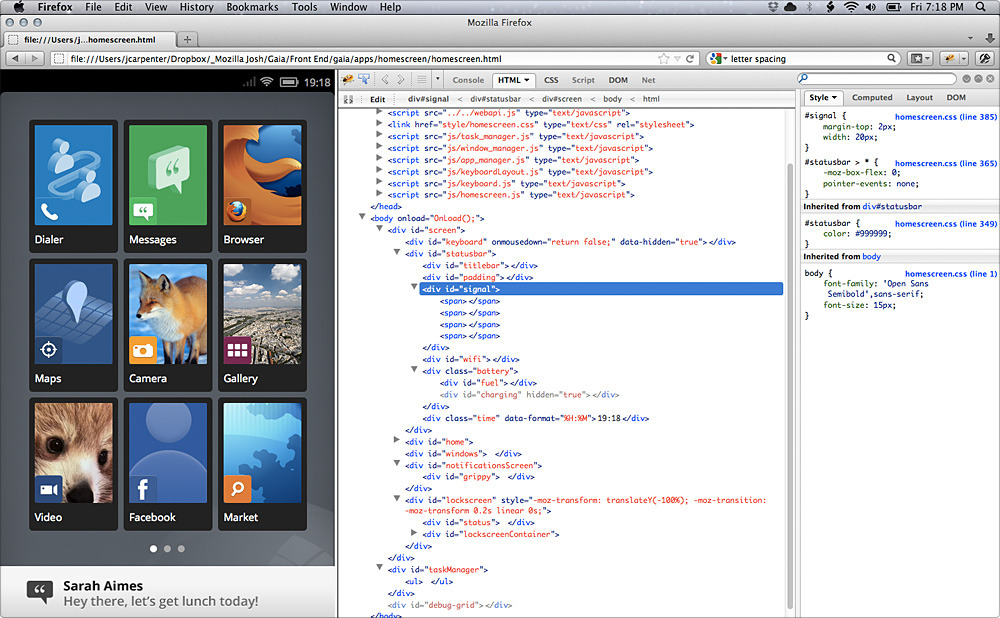 Firefox File Edit View History Bookmarks Tools Window Help
Fri 7:18 PM
Mozilla Firefox
file:///Users/j...homescreen.html
file:///Users/jcarpenter/Dropbox/_Mozilla Josh/Gaia/Front End/gaia/apps/homescreen/homescreen.html
letter spacing
19:18
Dialer
Messages
Browser
Maps
Camera
Gallery
Video
Facebook
Market
Sarah Aimes
Hey there, let's get lunch today!
Console HTML CSS Script DOM Net
Edit div#signal < div#statusbar < div#screen < body < html
<script src="../../webapi.js" type="text/javascript">
<link href="style/homescreen.css" type="text/css" rel="stylesheet">
<script src="js/task_manager.js" type="text/javascript">
<script src="js/window_manager.js" type="text/javascript">
<script src="js/app_manager.js" type="text/javascript">
<script src="js/keyboardLayout.js" type="text/javascript">
<script src="js/keyboard.js" type="text/javascript">
<script src="js/homescreen.js" type="text/javascript">
</head>
<body onload="OnLoad();">
<div id="screen">
<div id="keyboard" onmousedown="return false;" data-hidden="true"></div>
<div id="statusbar">
<div id="titlebar"></div>
<div id="padding"></div>
<div id="signal">
<span></span>
<span></span>
<span></span>
<span></span>
</div>
<div id="wifi"></div>
<div class="battery">
<div id="fuel"></div>
<div id="charging" hidden="true"></div>
</div>
<div class="time" data-format="%H:%M">19:18</div>
</div>
<div id="home">
<div id="windows"> </div>
<div id="notificationsScreen">
<div id="grippy"> </div>
</div>
<div id="lockscreen" style="-moz-transform: translateY(-100%); -moz-transition:
-moz-transform 0.2s linear 0s;">
<div id="status"> </div>
<div id="lockscreenContainer">
</div>
</div>
<div id="taskManager">
<ul> </ul>
</div>
<div id="debug-grid"></div>
</body>
Style Computed Layout DOM
#signal { homescreen.css (line 385)
margin-top: 2px;
width: 20px;
}
#statusbar > * { homescreen.css (line 365)
-moz-box-flex: 0;
pointer-events: none;
}
Inherited from div#statusbar
#statusbar { homescreen.css (line 349)
color: #999999;
}
Inherited from body
body { homescreen.css (line 1)
font-family: 'Open Sans
Semibold',sans-serif;
font-size: 15px;
}